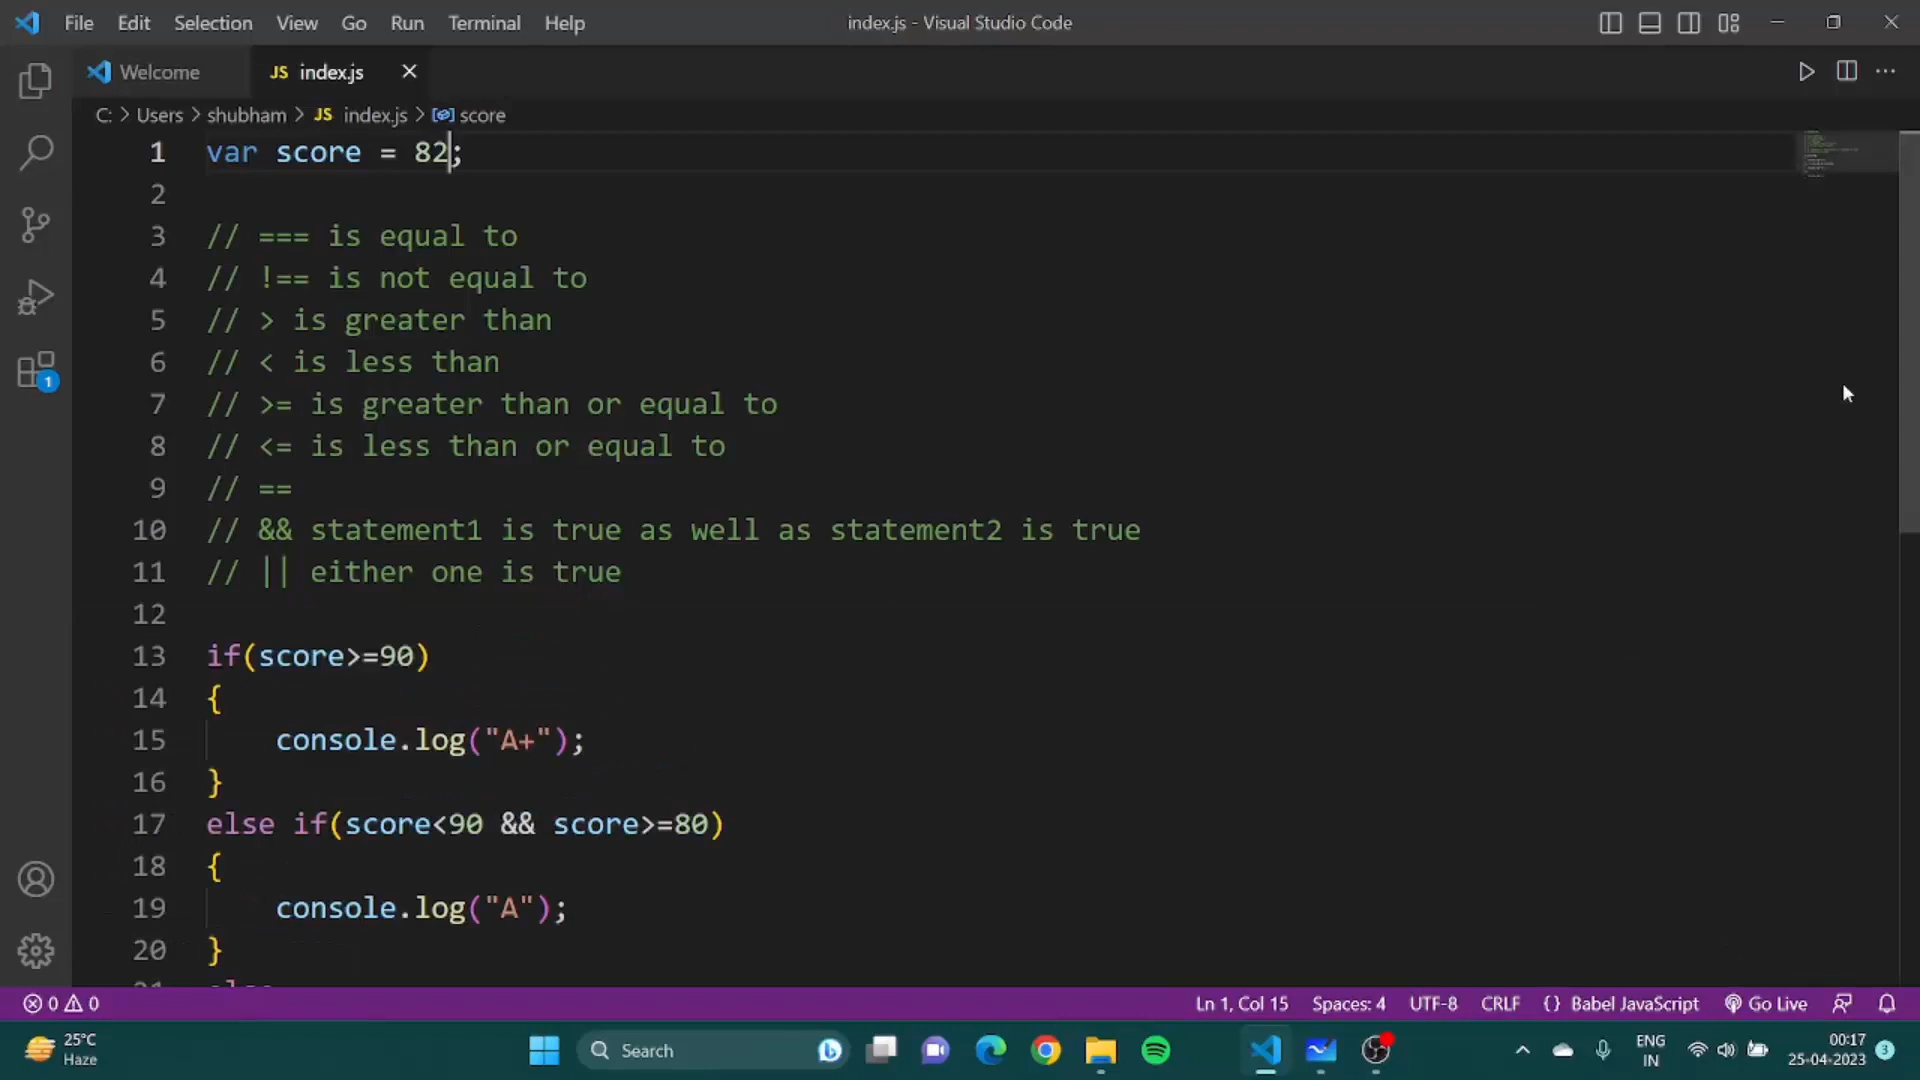 File Edit Selection View Go Run Terminal Help index.js - Visual Studio Code
Welcome JS index.js
C: > Users > shubham > JS index.js > score
1 var score = 82;
2
3 // === is equal to
4 // !== is not equal to
5 // > is greater than
6 // < is less than
7 // >= is greater than or equal to
8 // <= is less than or equal to
9 // ==
10 // && statement1 is true as well as statement2 is true
11 // || either one is true
12
13 if(score>=90)
14 {
15 console.log("A+");
16 }
17 else if(score<90 && score>=80)
18 {
19 console.log("A");
20 }
21 else
1
0 0 Ln 1, Col 15 Spaces: 4 UTF-8 CRLF {} Babel JavaScript Go Live
25°C
Haze
Search
ENG
IN
00:17
25-04-2023
3